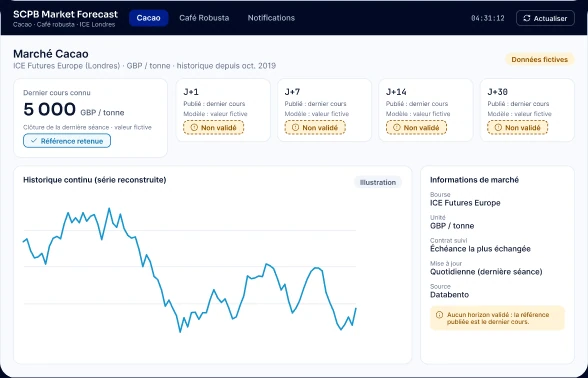 SCPB Market Forecast
Cacao · Café robusta · ICE Londres
Cacao
Café Robusta
Notifications
04:31:12
Actualiser
Marché Cacao
ICE Futures Europe (Londres) · GBP / tonne · historique depuis oct. 2019
Données fictives
Dernier cours connu
5 000 GBP / tonne
Clôture de la dernière séance · valeur fictive
Référence retenue
J+1
Publié : dernier cours
Modèle : valeur fictive
Non validé
J+7
Publié : dernier cours
Modèle : valeur fictive
Non validé
J+14
Publié : dernier cours
Modèle : valeur fictive
Non validé
J+30
Publié : dernier cours
Modèle : valeur fictive
Non validé
Historique continu (série reconstruite)
Illustration
Informations de marché
Bourse
ICE Futures Europe
Unité
GBP / tonne
Contrat suivi
Échéance la plus échangée
Mise à jour
Quotidienne (dernière séance)
Source
Databento
Aucun horizon validé : la référence
publiée est le dernier cours.